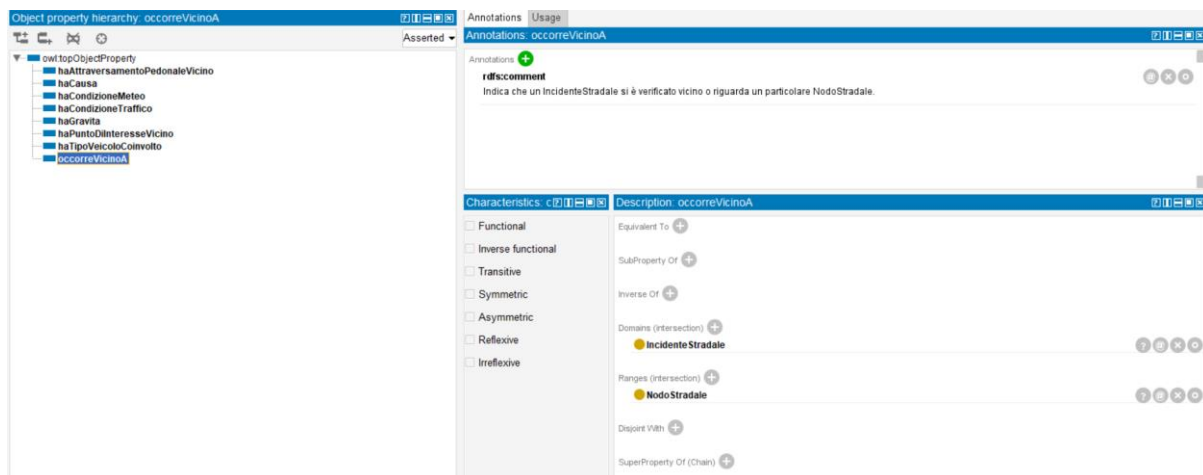 Object property hierarchy: occorreVicinoA
Asserted
owl:topObjectProperty
haAttraversamentoPedonaleVicino
haCausa
haCondizioneMeteo
haCondizioneTraffico
haGravita
haPuntoDiInteresseVicino
haTipoVeicoloCoinvolto
occorreVicinoA
Annotations Usage
Annotations: occorreVicinoA
Annotations
rdfs:comment
Indica che un IncidenteStradale si è verificato vicino o riguarda un particolare NodoStradale.
Characteristics: c
Functional
Inverse functional
Transitive
Symmetric
Asymmetric
Reflexive
Irreflexive
Description: occorreVicinoA
Equivalent To
SubProperty Of
Inverse Of
Domains (intersection)
IncidenteStradale
Ranges (intersection)
NodoStradale
Disjoint With
SuperProperty Of (Chain)